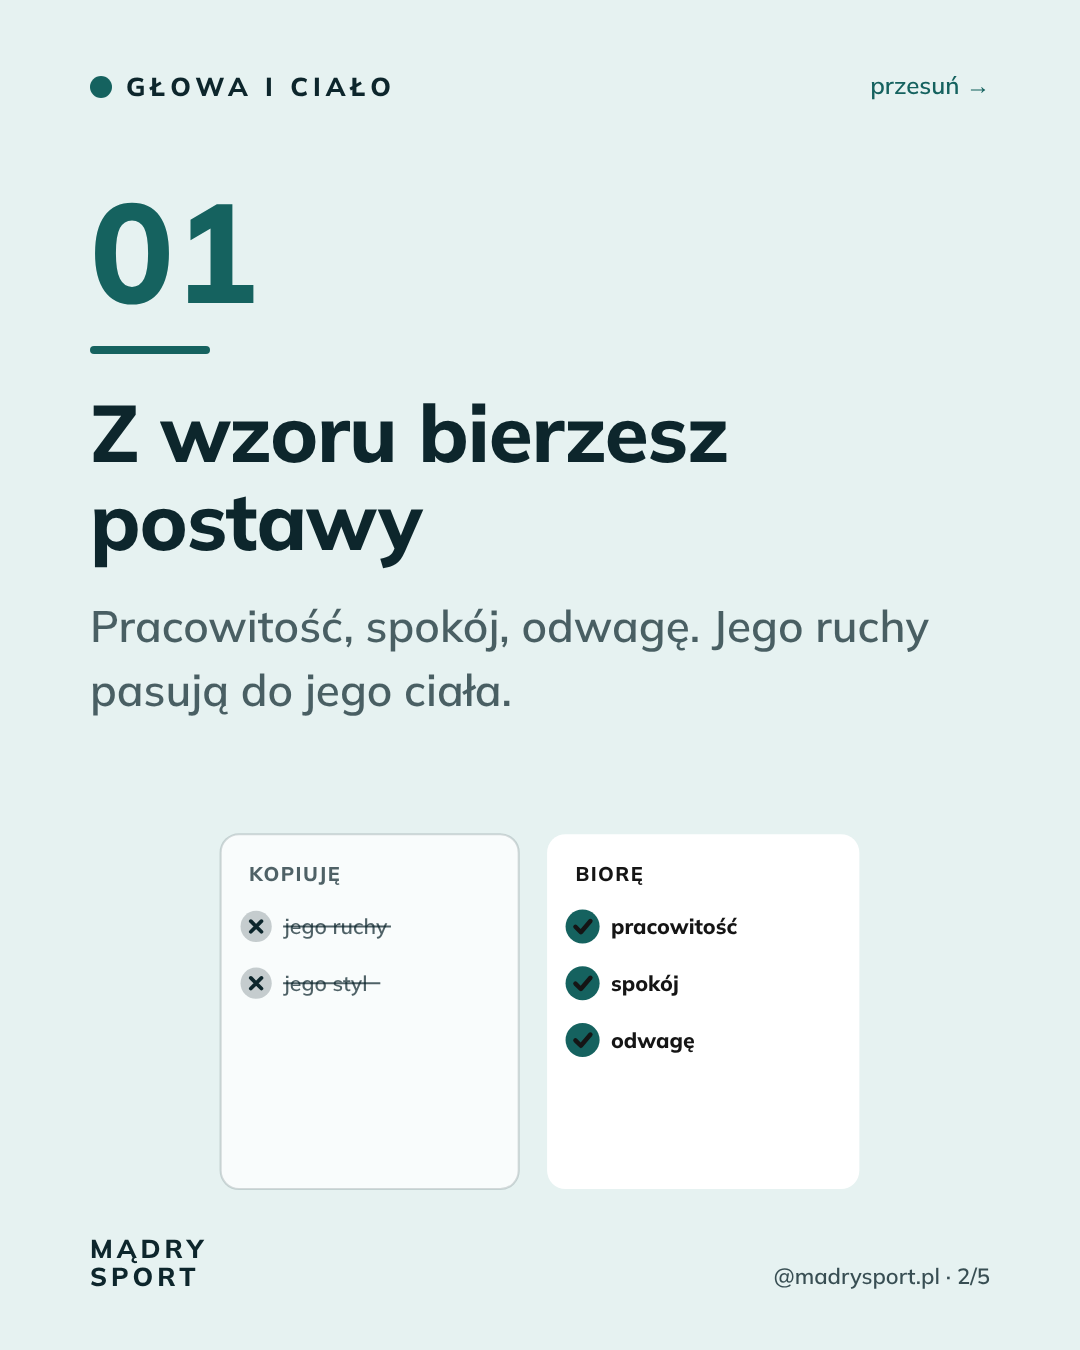 GŁOWA I CIAŁO
przesuń →
01
Z wzoru bierzesz
postawy
Pracowitość, spokój, odwagę. Jego ruchy
pasują do jego ciała.
KOPIUJĘ
jego ruchy
jego styl
BIORĘ
pracowitość
spokój
odwagę
MĄDRY
SPORT
@madrysport.pl · 2/5